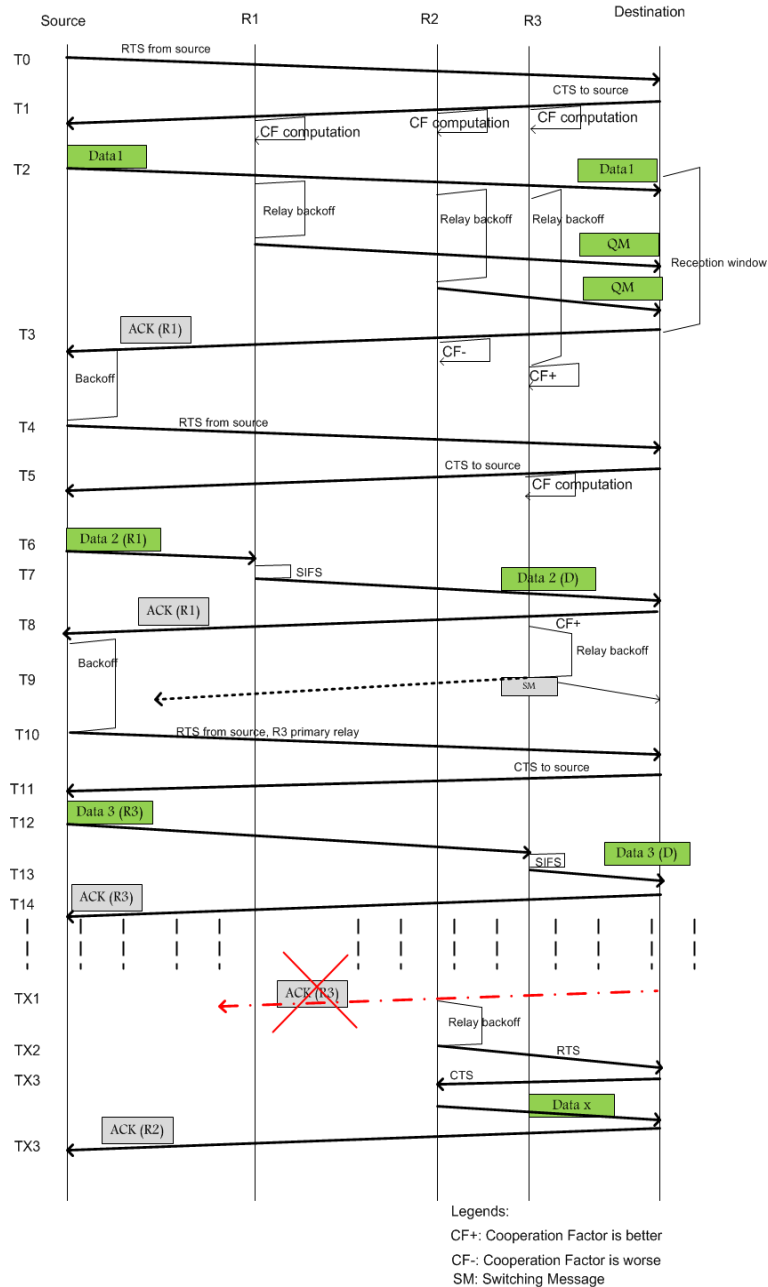 Source R1 R2 R3 Destination
T0 RTS from source
CTS to source
T1
CF computation CF computation CF computation
Data1 Data1
T2
Relay backoff Relay backoff Relay backoff
QM
Reception window
QM
T3 ACK (R1)
CF-
Backoff CF+
RTS from source
T4
CTS to source
T5
CF computation
Data 2 (R1)
T6
T7 SIFS Data 2 (D)
ACK (R1)
T8 CF+
Backoff Relay backoff
T9 SM
T10 RTS from source, R3 primary relay
CTS to source
T11
Data 3 (R3)
T12
SIFS Data 3 (D)
T13
ACK (R3)
T14
ACK (R3)
TX1
Relay backoff
TX2 RTS
TX3 CTS
Data x
ACK (R2)
TX3
Legends:
CF+: Cooperation Factor is better
CF-: Cooperation Factor is worse
SM: Switching Message